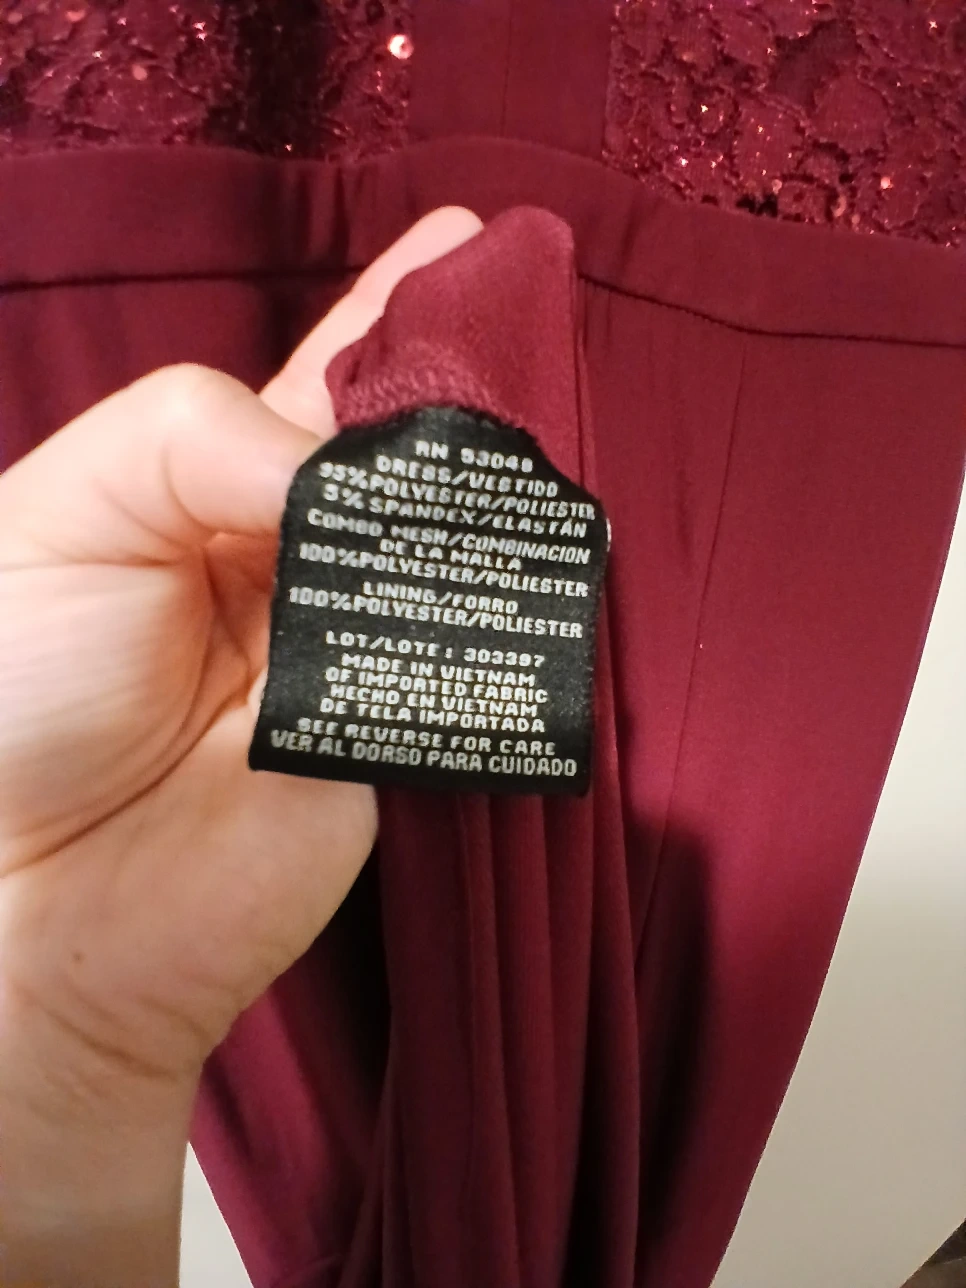 RN 53048
DRESS/VESTIDO
95%POLYESTER/POLIESTER
5% SPANDEX/ELASTÁN
COMBO MESH/COMBINACION
DE LA MALLA
100%POLYESTER/POLIESTER
LINING/FORRO
100%POLYESTER/POLIESTER
LOT/LOTE: 303397
MADE IN VIETNAM
OF IMPORTED FABRIC
HECHO EN VIETNAM
DE TELA IMPORTADA
SEE REVERSE FOR CARE
VER AL DORSO PARA CUIDADO